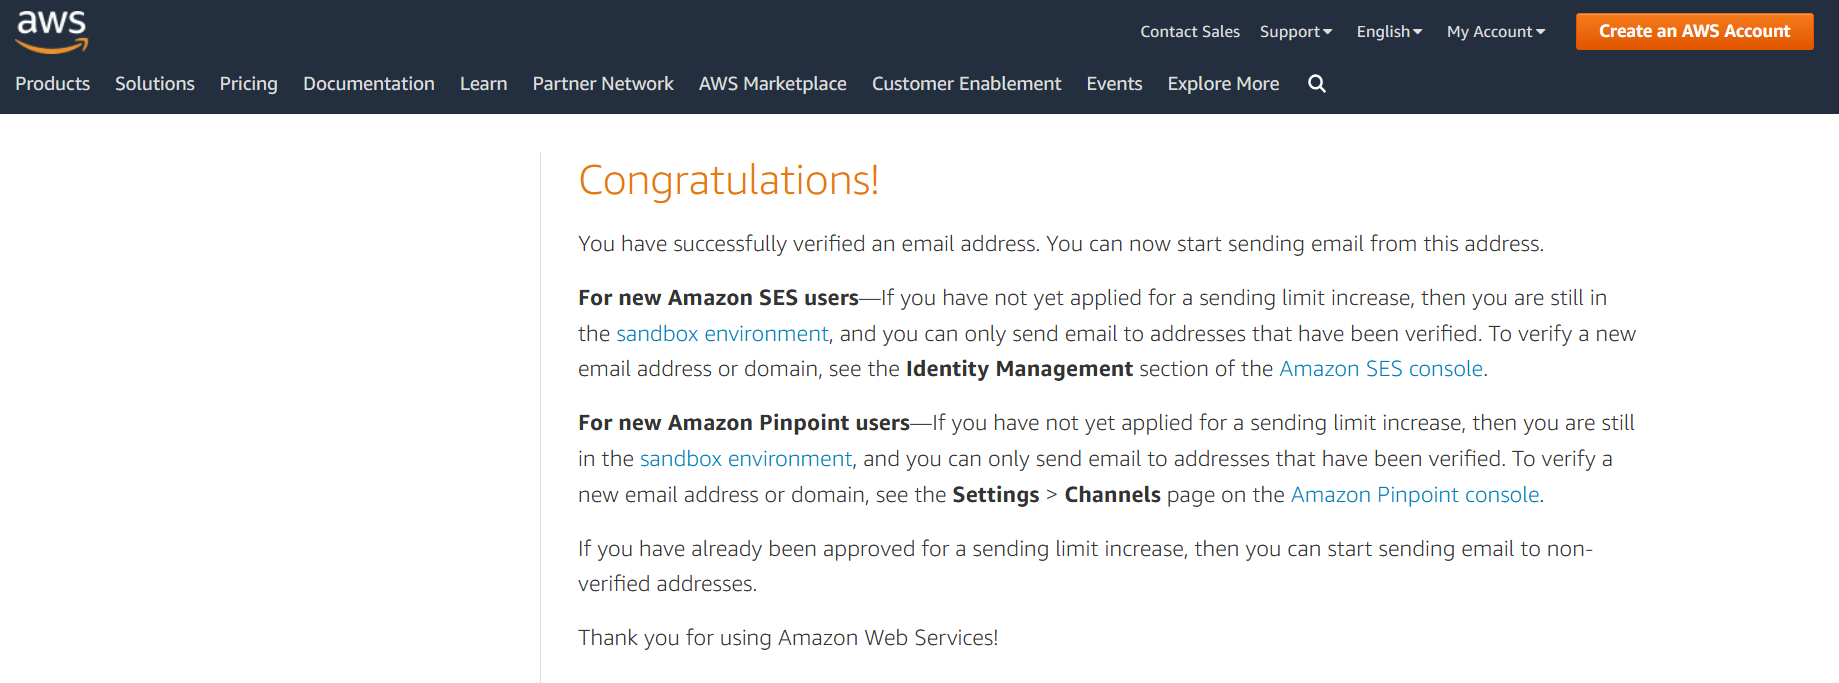 aws
Contact Sales Support English My Account Create an AWS Account
Products Solutions Pricing Documentation Learn Partner Network AWS Marketplace Customer Enablement Events Explore More
Congratulations!
You have successfully verified an email address. You can now start sending email from this address.
For new Amazon SES users—If you have not yet applied for a sending limit increase, then you are still in
the sandbox environment, and you can only send email to addresses that have been verified. To verify a new
email address or domain, see the Identity Management section of the Amazon SES console.
For new Amazon Pinpoint users—If you have not yet applied for a sending limit increase, then you are still
in the sandbox environment, and you can only send email to addresses that have been verified. To verify a
new email address or domain, see the Settings > Channels page on the Amazon Pinpoint console.
If you have already been approved for a sending limit increase, then you can start sending email to non-
verified addresses.
Thank you for using Amazon Web Services!